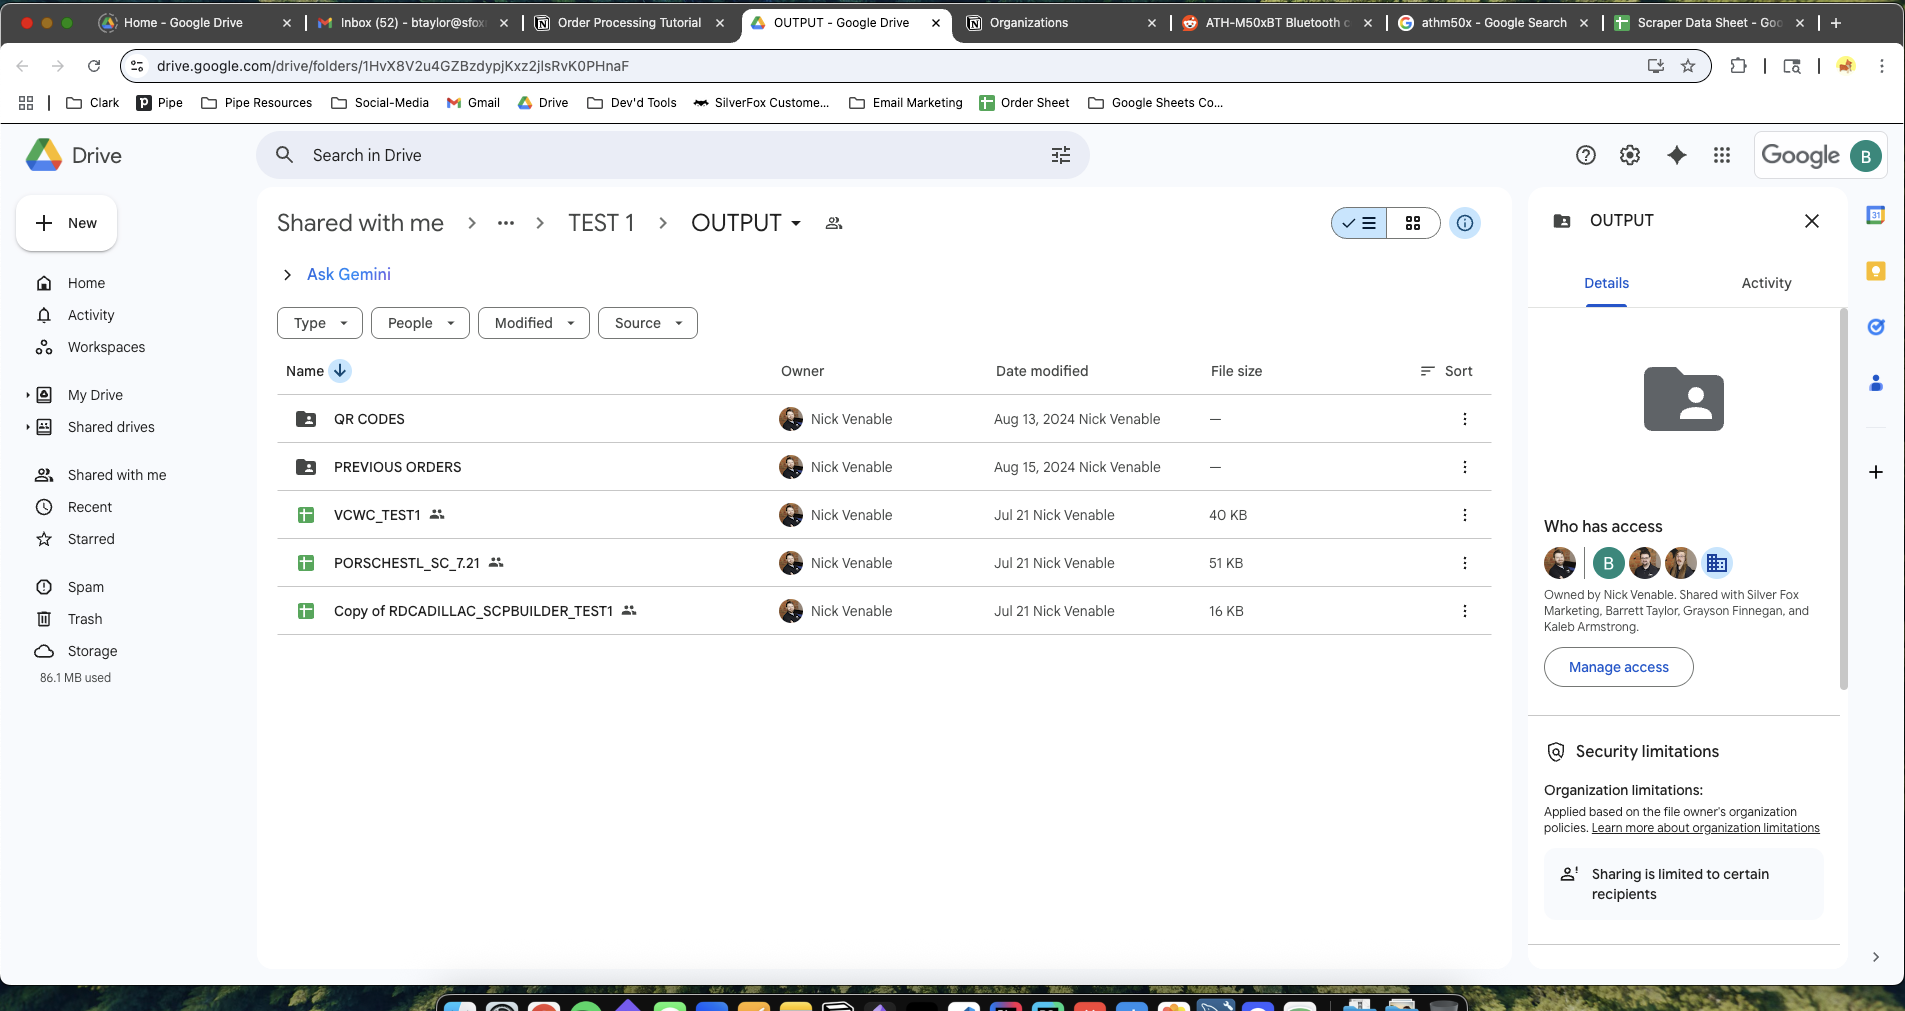 Home - Google Drive
Inbox (52) - btaylor@sfox
Order Processing Tutorial
OUTPUT - Google Drive
Organizations
ATH-M50xBT Bluetooth
athm50x - Google Search
Scraper Data Sheet - Goo
drive.google.com/drive/folders/1HvX8V2u4GZBzdypjKxz2jlsRvK0PHnaF
Clark
Pipe
Pipe Resources
Social-Media
Gmail
Drive
Dev'd Tools
SilverFox Custome...
Email Marketing
Order Sheet
Google Sheets Co...
Drive
Search in Drive
Google
B
New
Home
Activity
Workspaces
My Drive
Shared drives
Shared with me
Recent
Starred
Spam
Trash
Storage
86.1 MB used
Shared with me
TEST 1
OUTPUT
Ask Gemini
Type
People
Modified
Source
Name Owner Date modified File size Sort
QR CODES Nick Venable Aug 13, 2024 Nick Venable —
PREVIOUS ORDERS Nick Venable Aug 15, 2024 Nick Venable —
VCWC_TEST1 Nick Venable Jul 21 Nick Venable 40 KB
PORSCHESTL_SC_7.21 Nick Venable Jul 21 Nick Venable 51 KB
Copy of RDCADILLAC_SCPBUILDER_TEST1 Nick Venable Jul 21 Nick Venable 16 KB
OUTPUT
Details
Activity
Who has access
B
Owned by Nick Venable. Shared with Silver Fox
Marketing, Barrett Taylor, Grayson Finnegan, and
Kaleb Armstrong.
Manage access
Security limitations
Organization limitations:
Applied based on the file owner's organization
policies. Learn more about organization limitations
Sharing is limited to certain
recipients
31